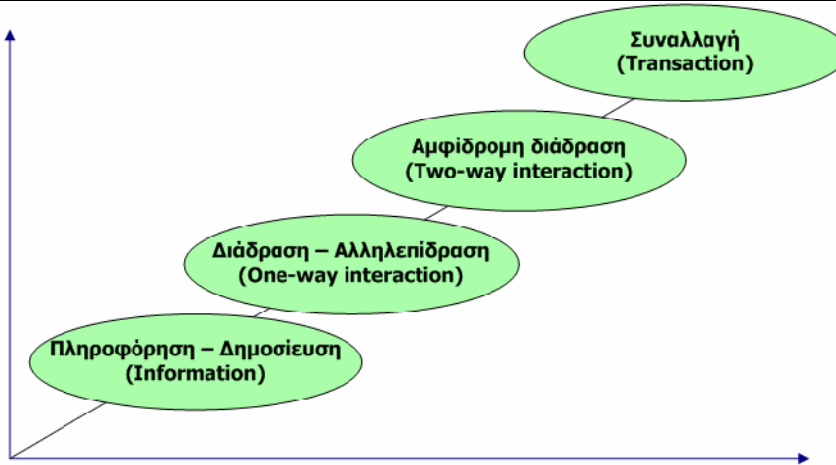 Συναλλαγή
(Transaction)
Αμφίδρομη διάδραση
(Two-way interaction)
Διάδραση – Αλληλεπίδραση
(One-way interaction)
Πληροφόρηση – Δημοσίευση
(Information)